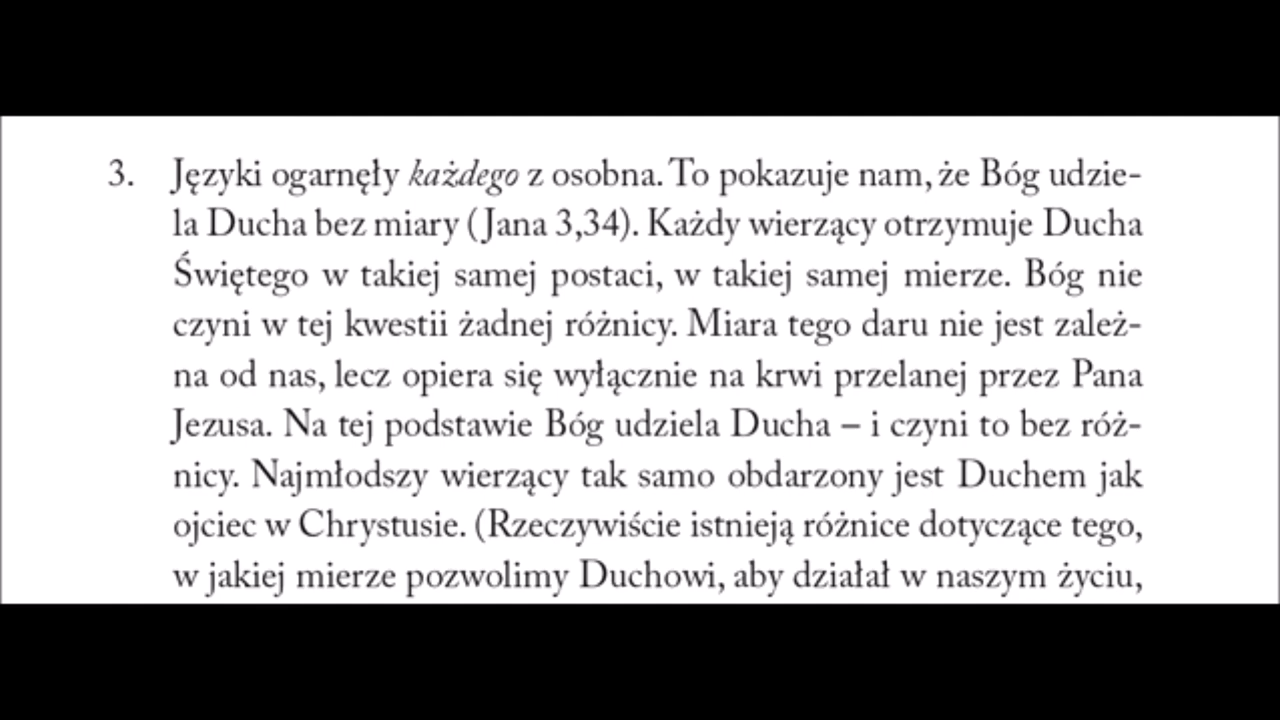 3. Języki ogarnęły każdego z osobna. To pokazuje nam, że Bóg udzie-
la Ducha bez miary (Jana 3,34). Każdy wierzący otrzymuje Ducha
Świętego w takiej samej postaci, w takiej samej mierze. Bóg nie
czyni w tej kwestii żadnej różnicy. Miara tego daru nie jest zależ-
na od nas, lecz opiera się wyłącznie na krwi przelanej przez Pana
Jezusa. Na tej podstawie Bóg udziela Ducha – i czyni to bez róż-
nicy. Najmłodszy wierzący tak samo obdarzony jest Duchem jak
ojciec w Chrystusie. (Rzeczywiście istnieją różnice dotyczące tego,
w jakiej mierze pozwolimy Duchowi, aby działał w naszym życiu,